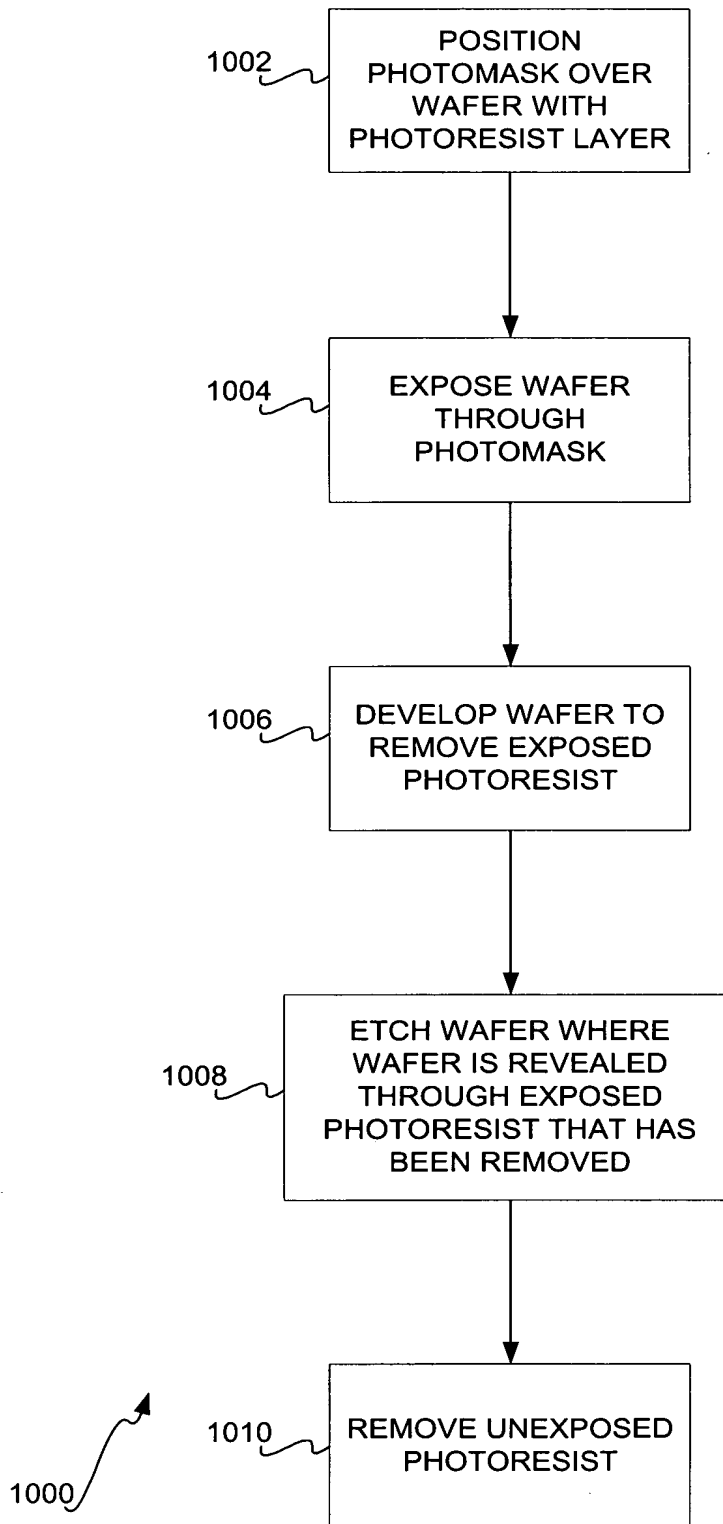 1002
POSITION
PHOTOMASK OVER
WAFER WITH
PHOTORESIST LAYER
1004
EXPOSE WAFER
THROUGH
PHOTOMASK
1006
DEVELOP WAFER TO
REMOVE EXPOSED
PHOTORESIST
1008
ETCH WAFER WHERE
WAFER IS REVEALED
THROUGH EXPOSED
PHOTORESIST THAT HAS
BEEN REMOVED
1010
REMOVE UNEXPOSED
PHOTORESIST
1000